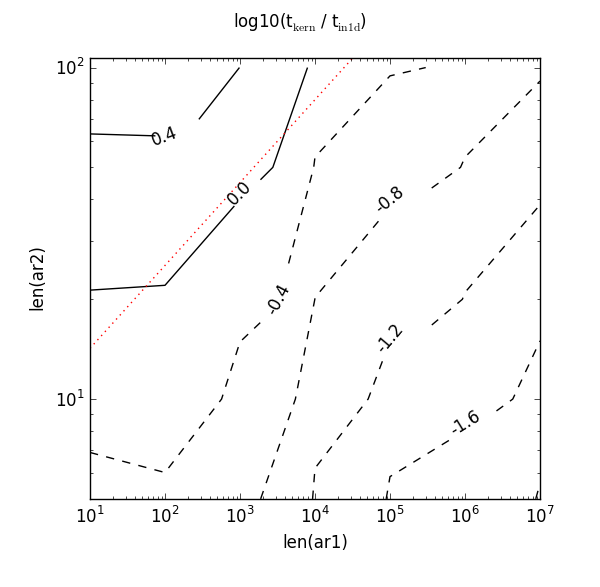 log10(t_kern / t_in1d)
10²
0.4
0.0
-0.8
len(ar2)
-0.4
-1.2
10¹
-1.6
10¹ 10² 10³ 10⁴ 10⁵ 10⁶ 10⁷
len(ar1)